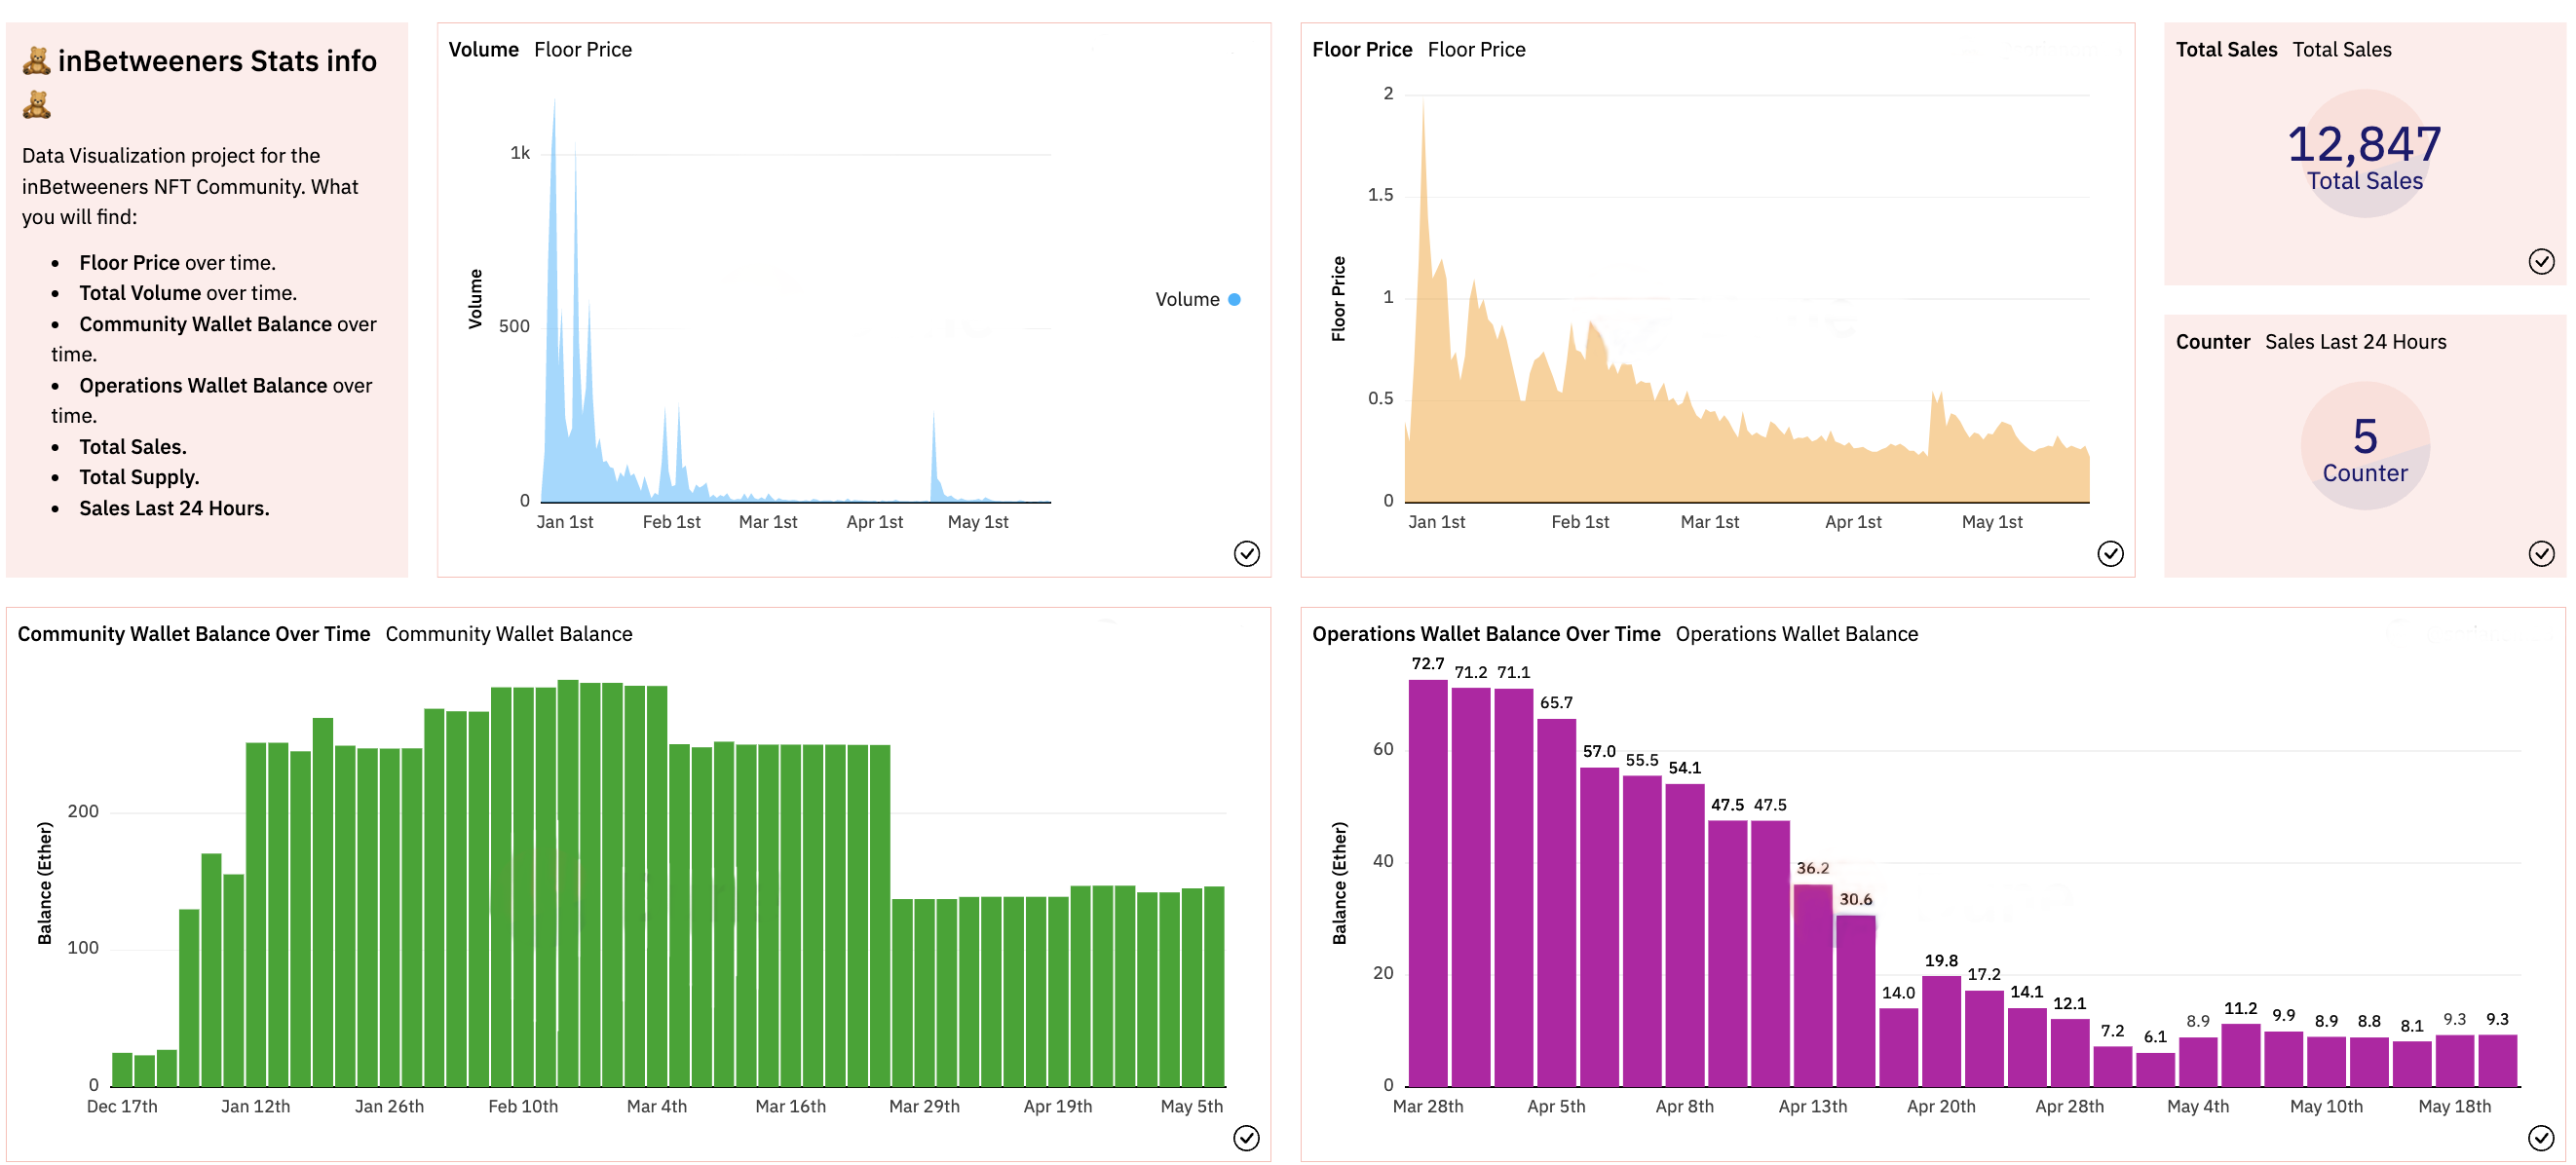 🧸 inBetweeners Stats info
🧸
Data Visualization project for the
inBetweeners NFT Community. What
you will find:
• Floor Price over time.
• Total Volume over time.
• Community Wallet Balance over
time.
• Operations Wallet Balance over
time.
• Total Sales.
• Total Supply.
• Sales Last 24 Hours.
Volume Floor Price
Volume
1k
500
0
Jan 1st Feb 1st Mar 1st Apr 1st May 1st
Volume
Floor Price Floor Price
Floor Price
2
1.5
1
0.5
0
Jan 1st Feb 1st Mar 1st Apr 1st May 1st
Total Sales Total Sales
12,847
Total Sales
Counter Sales Last 24 Hours
5
Counter
Community Wallet Balance Over Time Community Wallet Balance
Balance (Ether)
200
100
0
Dec 17th Jan 12th Jan 26th Feb 10th Mar 4th Mar 16th Mar 29th Apr 19th May 5th
Operations Wallet Balance Over Time Operations Wallet Balance
Balance (Ether)
60
40
20
0
72.7 71.2 71.1 65.7 57.0 55.5 54.1 47.5 47.5 36.2 30.6 14.0 19.8 17.2 14.1 12.1 7.2 6.1 8.9 11.2 9.9 8.9 8.8 8.1 9.3 9.3
Mar 28th Apr 5th Apr 8th Apr 13th Apr 20th Apr 28th May 4th May 10th May 18th